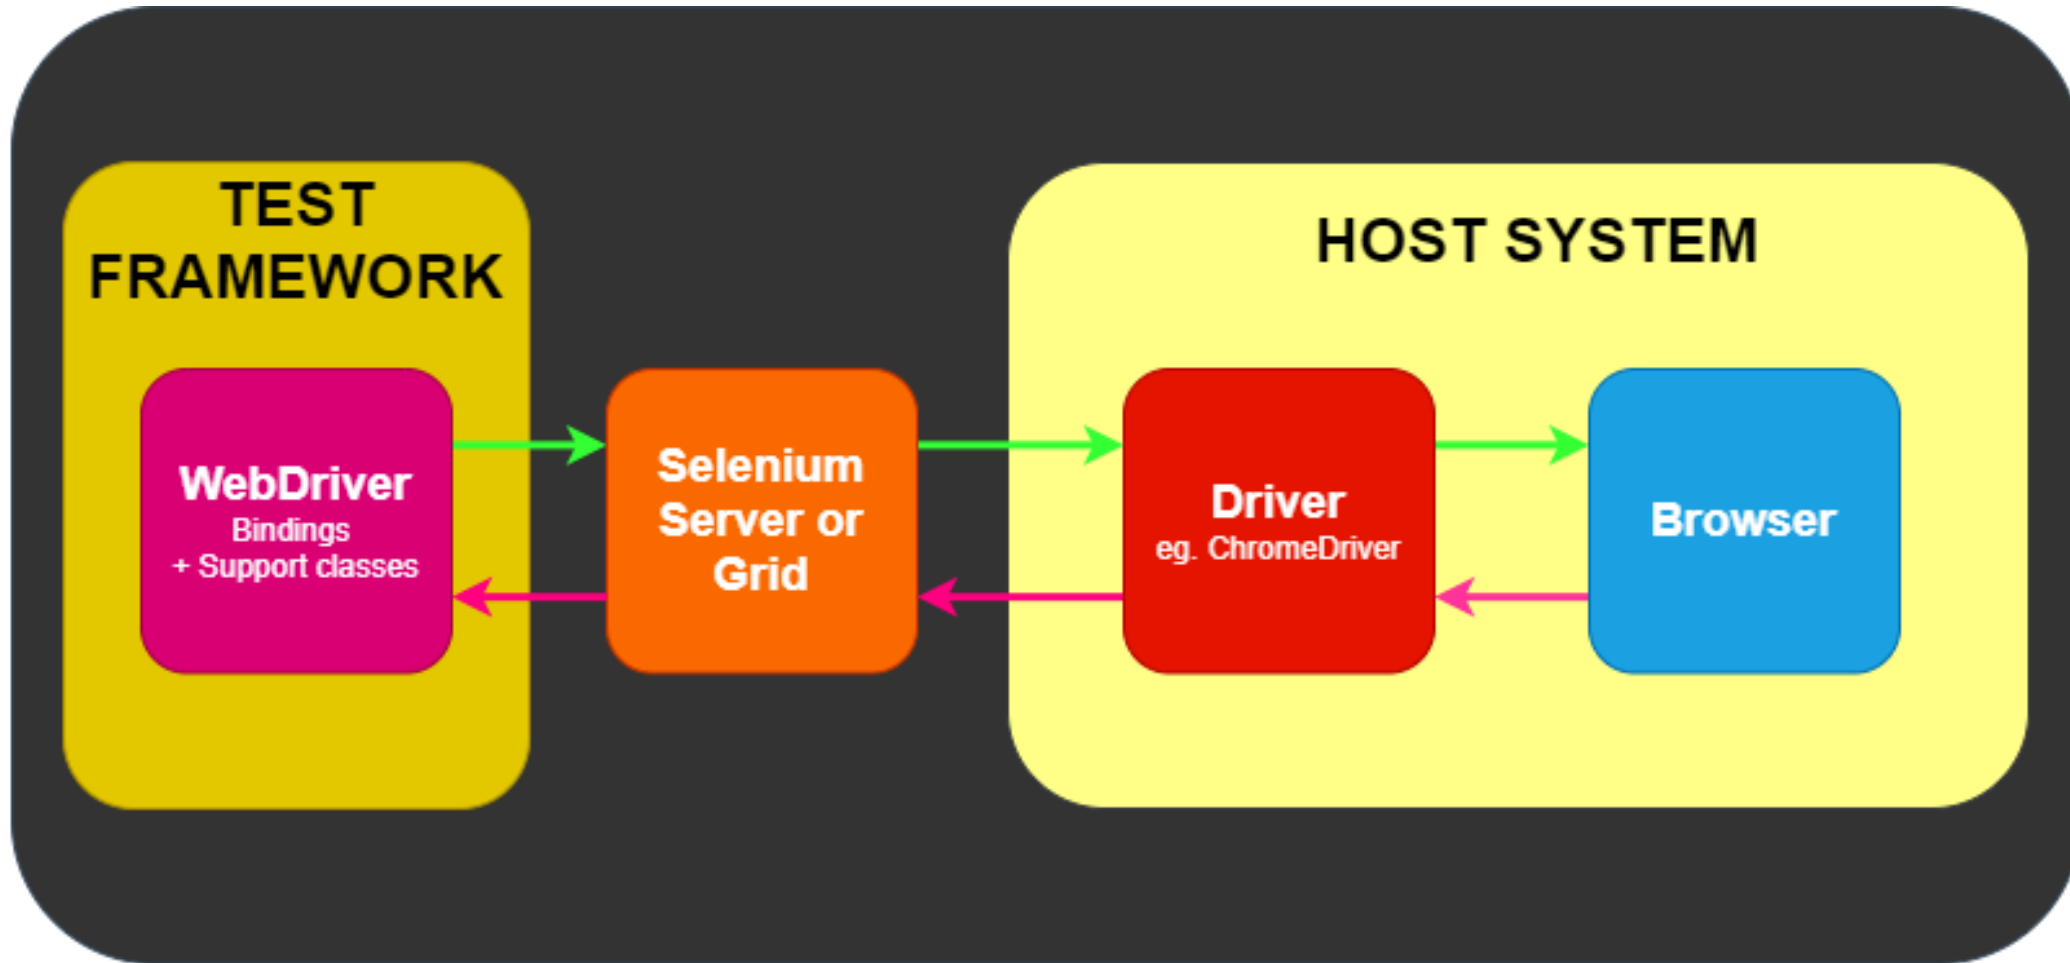 TEST
FRAMEWORK
HOST SYSTEM
WebDriver
Bindings
+ Support classes
Selenium
Server or
Grid
Driver
eg. ChromeDriver
Browser